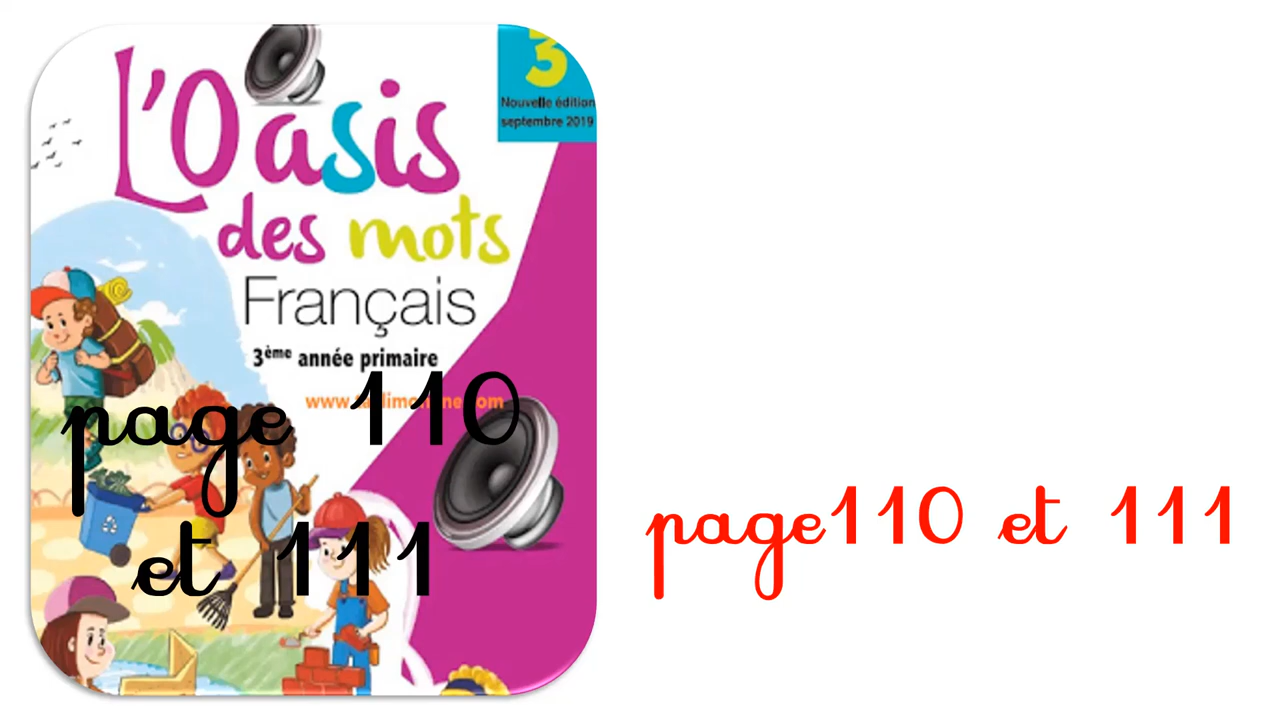 L'Oasis
des mots
Français
3ème année primaire
3
Nouvelle édition
septembre 2019
page 110
et 111
page110 et 111